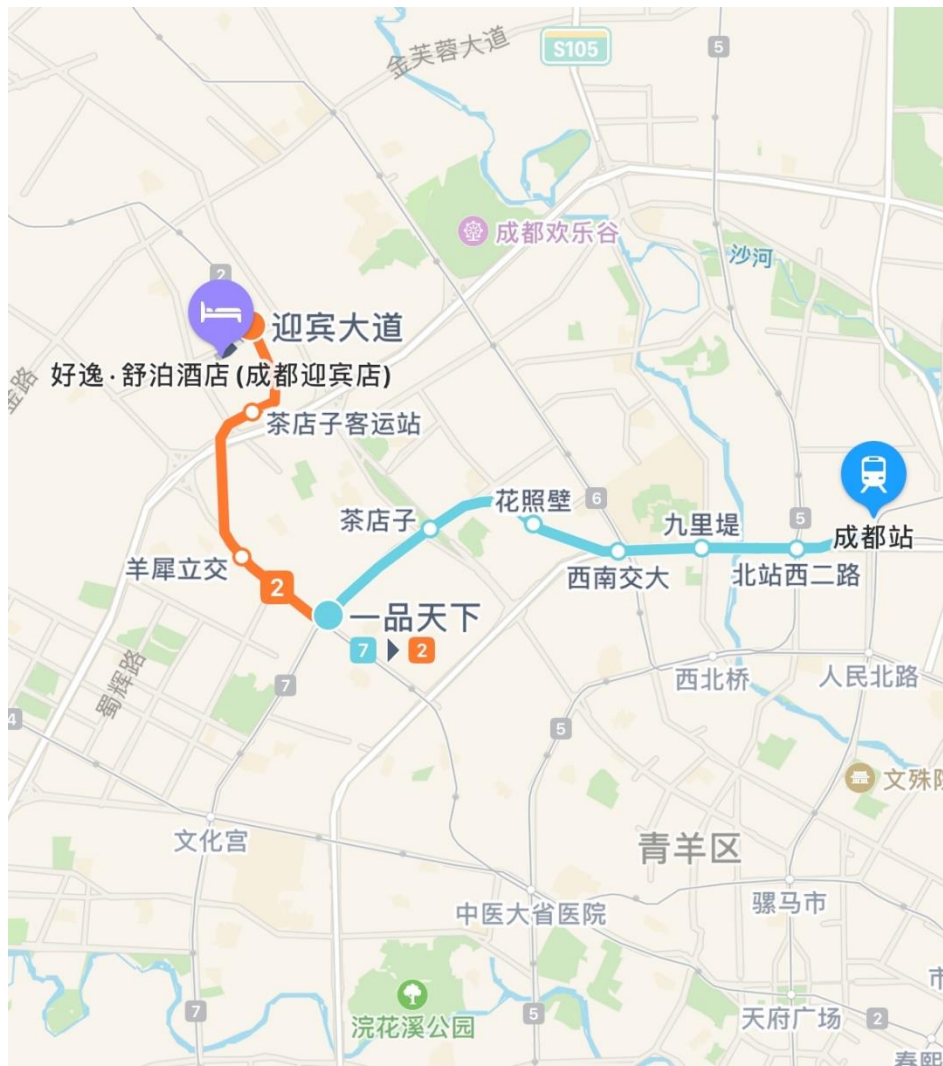 金芙蓉大道
S105
5
成都欢乐谷
沙河
2
迎宾大道
好逸·舒泊酒店(成都迎宾店)
金路
茶店子客运站
花照壁
6
茶店子
九里堤
5
成都站
羊犀立交
西南交大
北站西二路
2
一品天下
7
2
西北桥
人民北路
蜀辉路
7
4
5
文殊院
文化宫
青羊区
骡马市
中医大省医院
市
浣花溪公园
7
5
天府广场
2
春熙